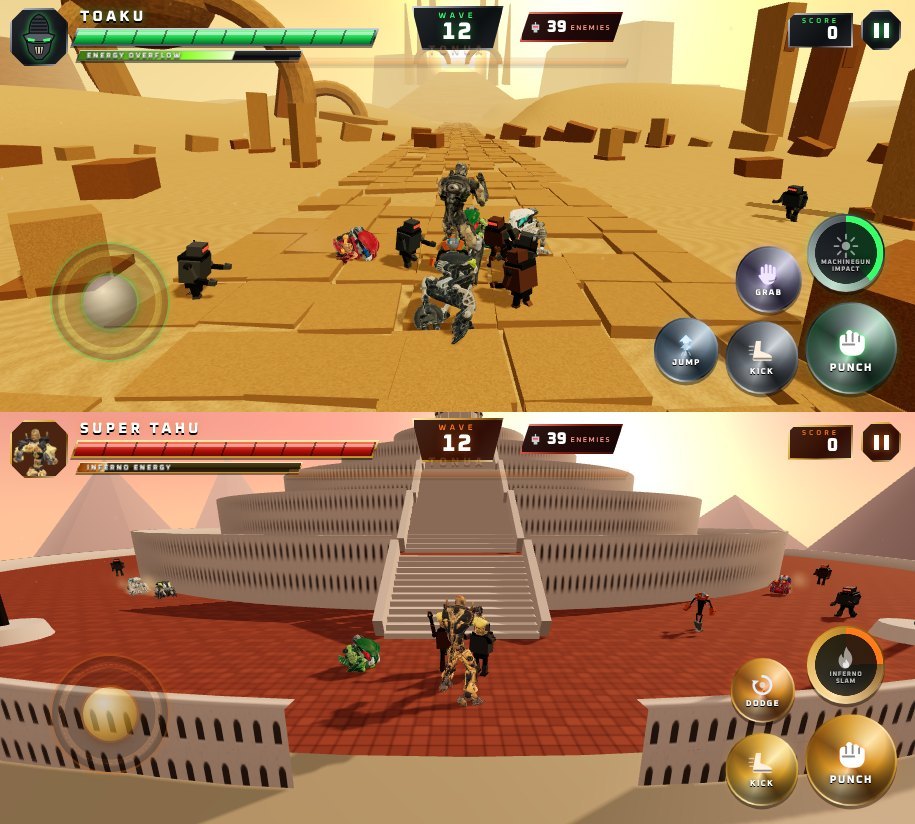 TOAKU
ENERGY OVERFLOW
WAVE
12
39 ENEMIES
SCORE
0
MACHINEGUN
IMPACT
GRAB
JUMP
KICK
PUNCH
SUPER TAHU
INFERNO ENERGY
WAVE
12
39 ENEMIES
SCORE
0
INFERNO
SLAM
DODGE
KICK
PUNCH